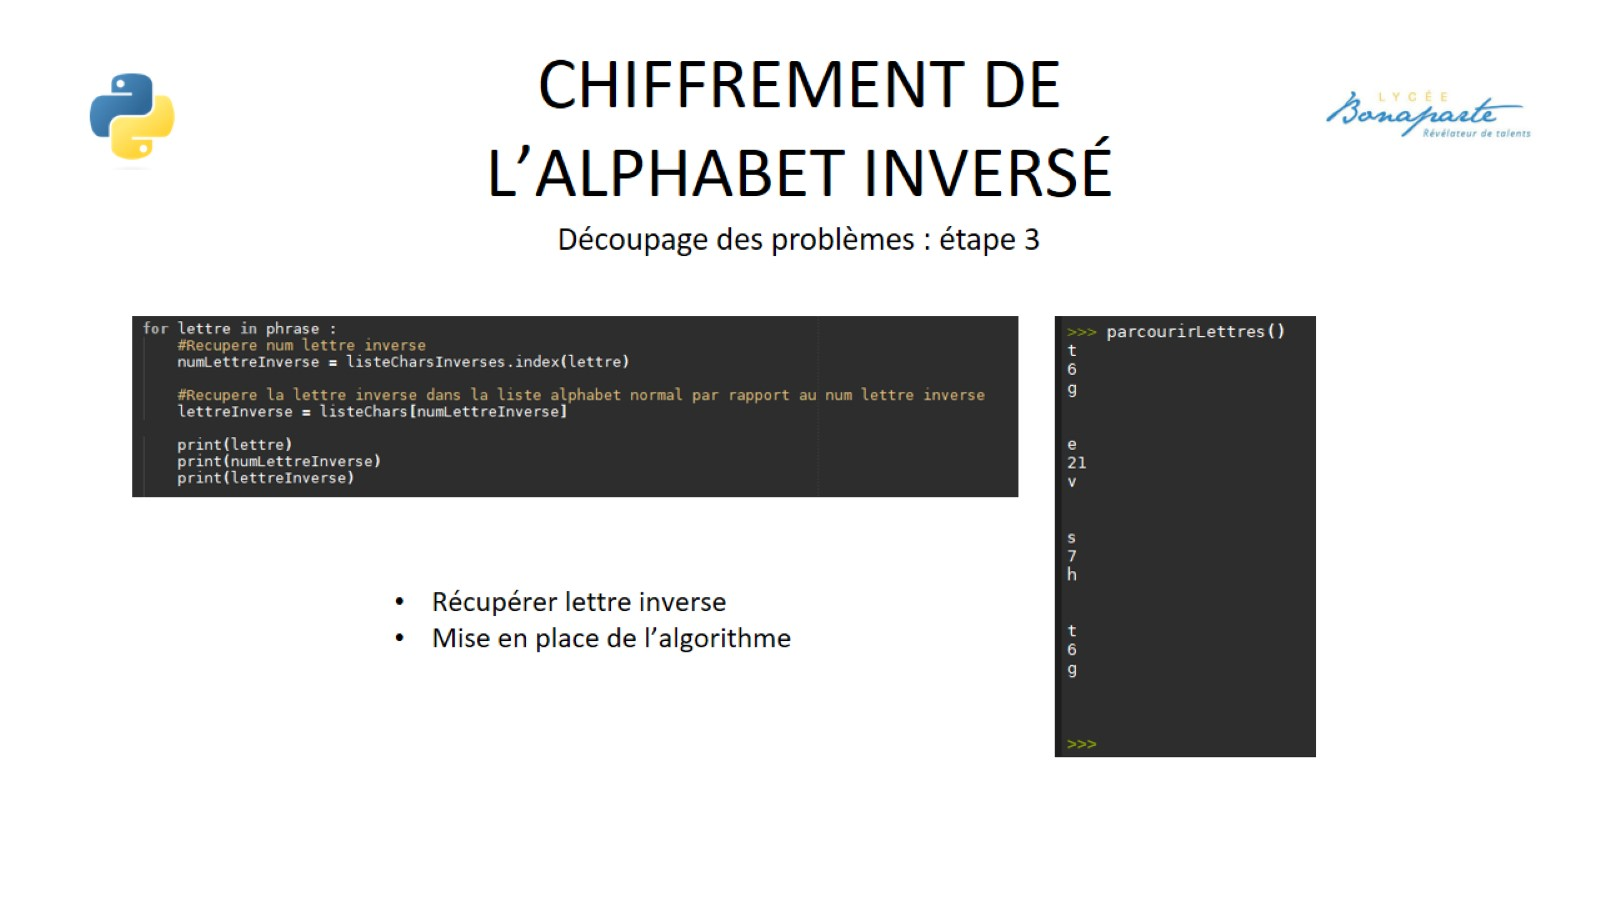 CHIFFREMENT DE
L’ALPHABET INVERSÉ
LYCÉE
Bonaparte
Révélateur de talents
Découpage des problèmes : étape 3
for lettre in phrase :
#Recupere num lettre inverse
numLettreInverse = listeCharsInverses.index(lettre)
#Recupere la lettre inverse dans la liste alphabet normal par rapport au num lettre inverse
lettreInverse = listeChars[numLettreInverse]
print(lettre)
print(numLettreInverse)
print(lettreInverse)
>>> parcourirLettres()
t
6
g
e
21
v
s
7
h
t
6
g
>>>
• Récupérer lettre inverse
• Mise en place de l’algorithme